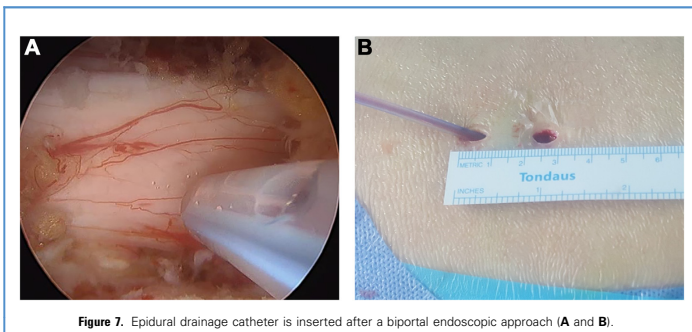 A
B
METRIC 1 2 3 4 5 6
Tondaus
INCHES 1 2
Figure 7. Epidural drainage catheter is inserted after a biportal endoscopic approach (A and B).